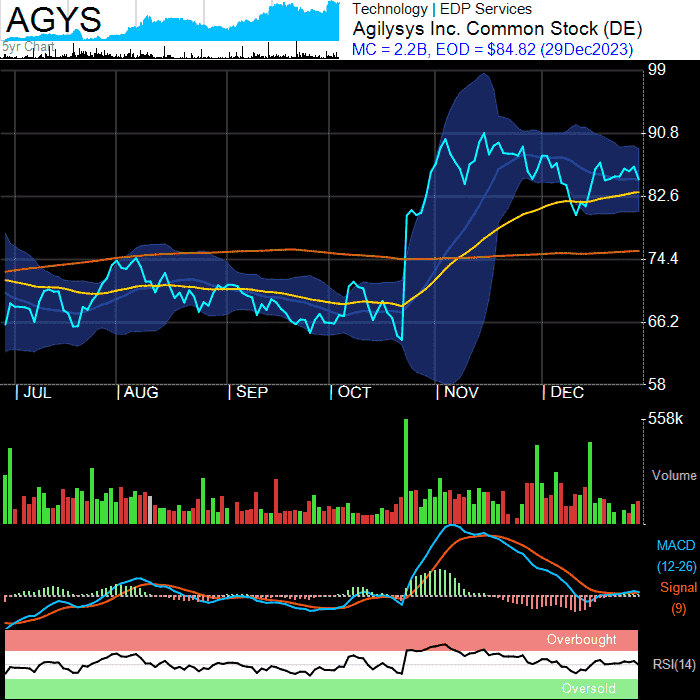 AGYS
5yr Chart
Technology | EDP Services
Agilysys Inc. Common Stock (DE)
MC = 2.2B, EOD = $84.82 (29Dec2023)
99
90.8
82.6
74.4
66.2
58
JUL AUG SEP OCT NOV DEC
558k
Volume
MACD
(12-26)
Signal
(9)
Overbought
RSI(14)
Oversold